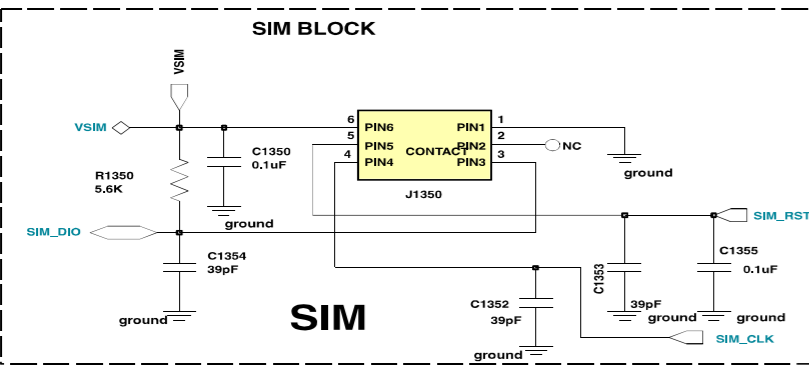 SIM BLOCK
VSIM
VSIM
6
PIN6
PIN1
1
5
PIN5
CONTACT
PIN2
2
NC
4
PIN4
PIN3
3
J1350
C1350
0.1uF
R1350
5.6K
ground
ground
SIM_DIO
SIM_RST
C1354
39pF
ground
C1352
39pF
ground
C1353
39pF
ground
C1355
0.1uF
ground
SIM_CLK
SIM